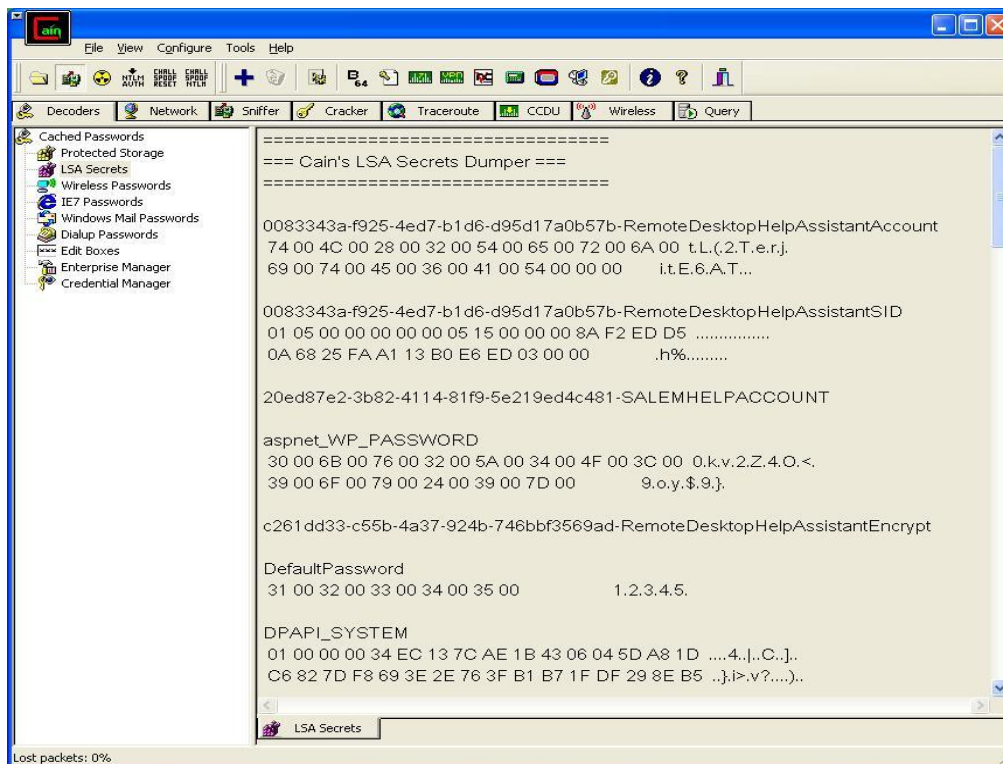 Cain
File View Configure Tools Help
NTLM AUTH CHALL SPOOF RESET CHALL SPOOF NTLM B64
Decoders Network Sniffer Cracker Traceroute CCDU Wireless Query
Cached Passwords
Protected Storage
LSA Secrets
Wireless Passwords
IE7 Passwords
Windows Mail Passwords
Dialup Passwords
Edit Boxes
Enterprise Manager
Credential Manager
=================================
=== Cain's LSA Secrets Dumper ===
=================================
0083343a-f925-4ed7-b1d6-d95d17a0b57b-RemoteDesktopHelpAssistantAccount
74 00 4C 00 28 00 32 00 54 00 65 00 72 00 6A 00 t.L.(.2.T.e.r.j.
69 00 74 00 45 00 36 00 41 00 54 00 00 00 i.t.E.6.A.T...
0083343a-f925-4ed7-b1d6-d95d17a0b57b-RemoteDesktopHelpAssistantSID
01 05 00 00 00 00 00 05 15 00 00 00 8A F2 ED D5 ................
0A 68 25 FA A1 13 B0 E6 ED 03 00 00 .h%.........
20ed87e2-3b82-4114-81f9-5e219ed4c481-SALEMHELPACCOUNT
aspnet_WP_PASSWORD
30 00 6B 00 76 00 32 00 5A 00 34 00 4F 00 3C 00 0.k.v.2.Z.4.O.<.
39 00 6F 00 79 00 24 00 39 00 7D 00 9.o.y.$.9.}.
c261dd33-c55b-4a37-924b-746bbf3569ad-RemoteDesktopHelpAssistantEncrypt
DefaultPassword
31 00 32 00 33 00 34 00 35 00 1.2.3.4.5.
DPAPI_SYSTEM
01 00 00 00 34 EC 13 7C AE 1B 43 06 04 5D A8 1D ....4..|..C..]..
C6 82 7D F8 69 3E 2E 76 3F B1 B7 1F DF 29 8E B5 ..}.i>.v?....)..
LSA Secrets
Lost packets: 0%